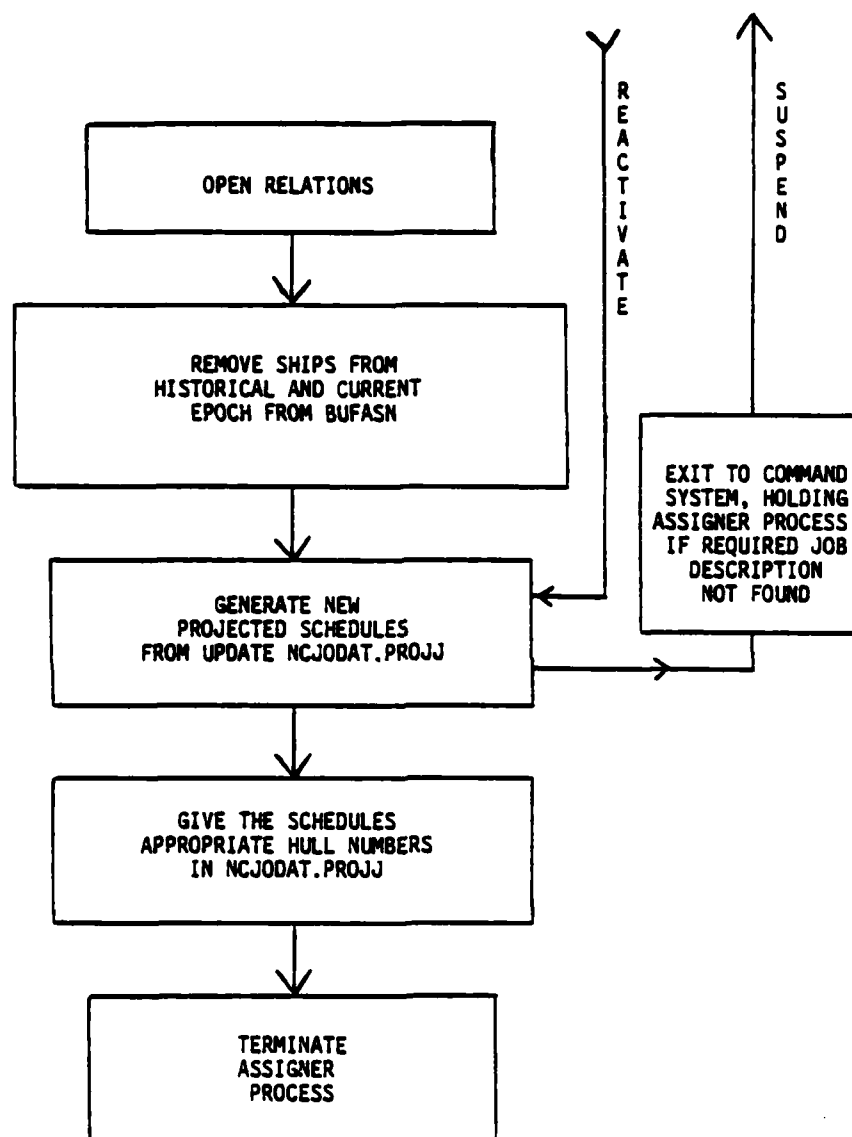 OPEN RELATIONS
REMOVE SHIPS FROM
HISTORICAL AND CURRENT
EPOCH FROM BUFASN
GENERATE NEW
PROJECTED SCHEDULES
FROM UPDATE NCJODAT.PROJJ
GIVE THE SCHEDULES
APPROPRIATE HULL NUMBERS
IN NCJODAT.PROJJ
TERMINATE
ASSIGNER
PROCESS
REACTIVATE
SUSPEND
EXIT TO COMMAND
SYSTEM, HOLDING
ASSIGNER PROCESS
IF REQUIRED JOB
DESCRIPTION
NOT FOUND